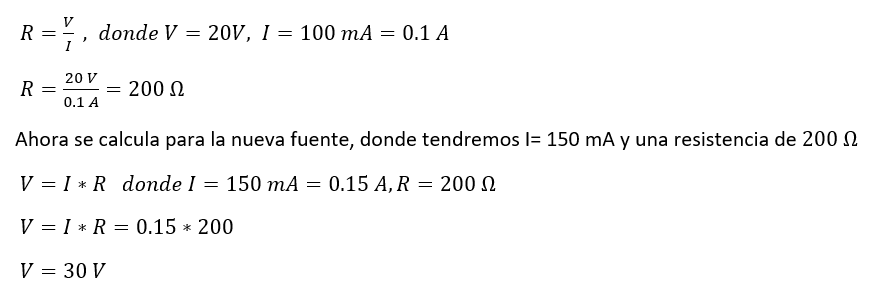 R = V/I , donde V = 20V, I = 100 mA = 0.1 A
R = 20 V/0.1 A = 200 Ω
Ahora se calcula para la nueva fuente, donde tendremos I= 150 mA y una resistencia de 200 Ω
V = I ∗ R donde I = 150 mA = 0.15 A, R = 200 Ω
V = I ∗ R = 0.15 ∗ 200
V = 30 V